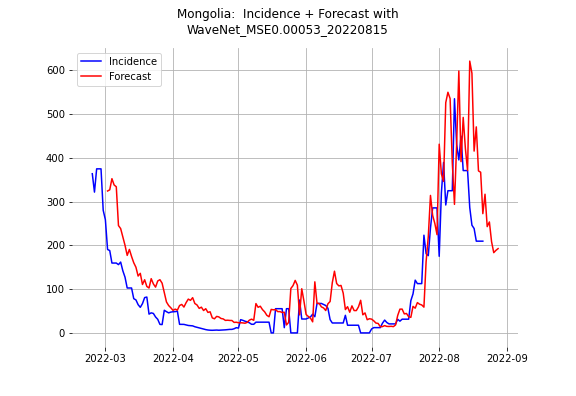 Mongolia:  Incidence + Forecast with
WaveNet_MSE0.00053_20220815
Incidence
Forecast
600
500
400
300
200
100
0
2022-03 2022-04 2022-05 2022-06 2022-07 2022-08 2022-09